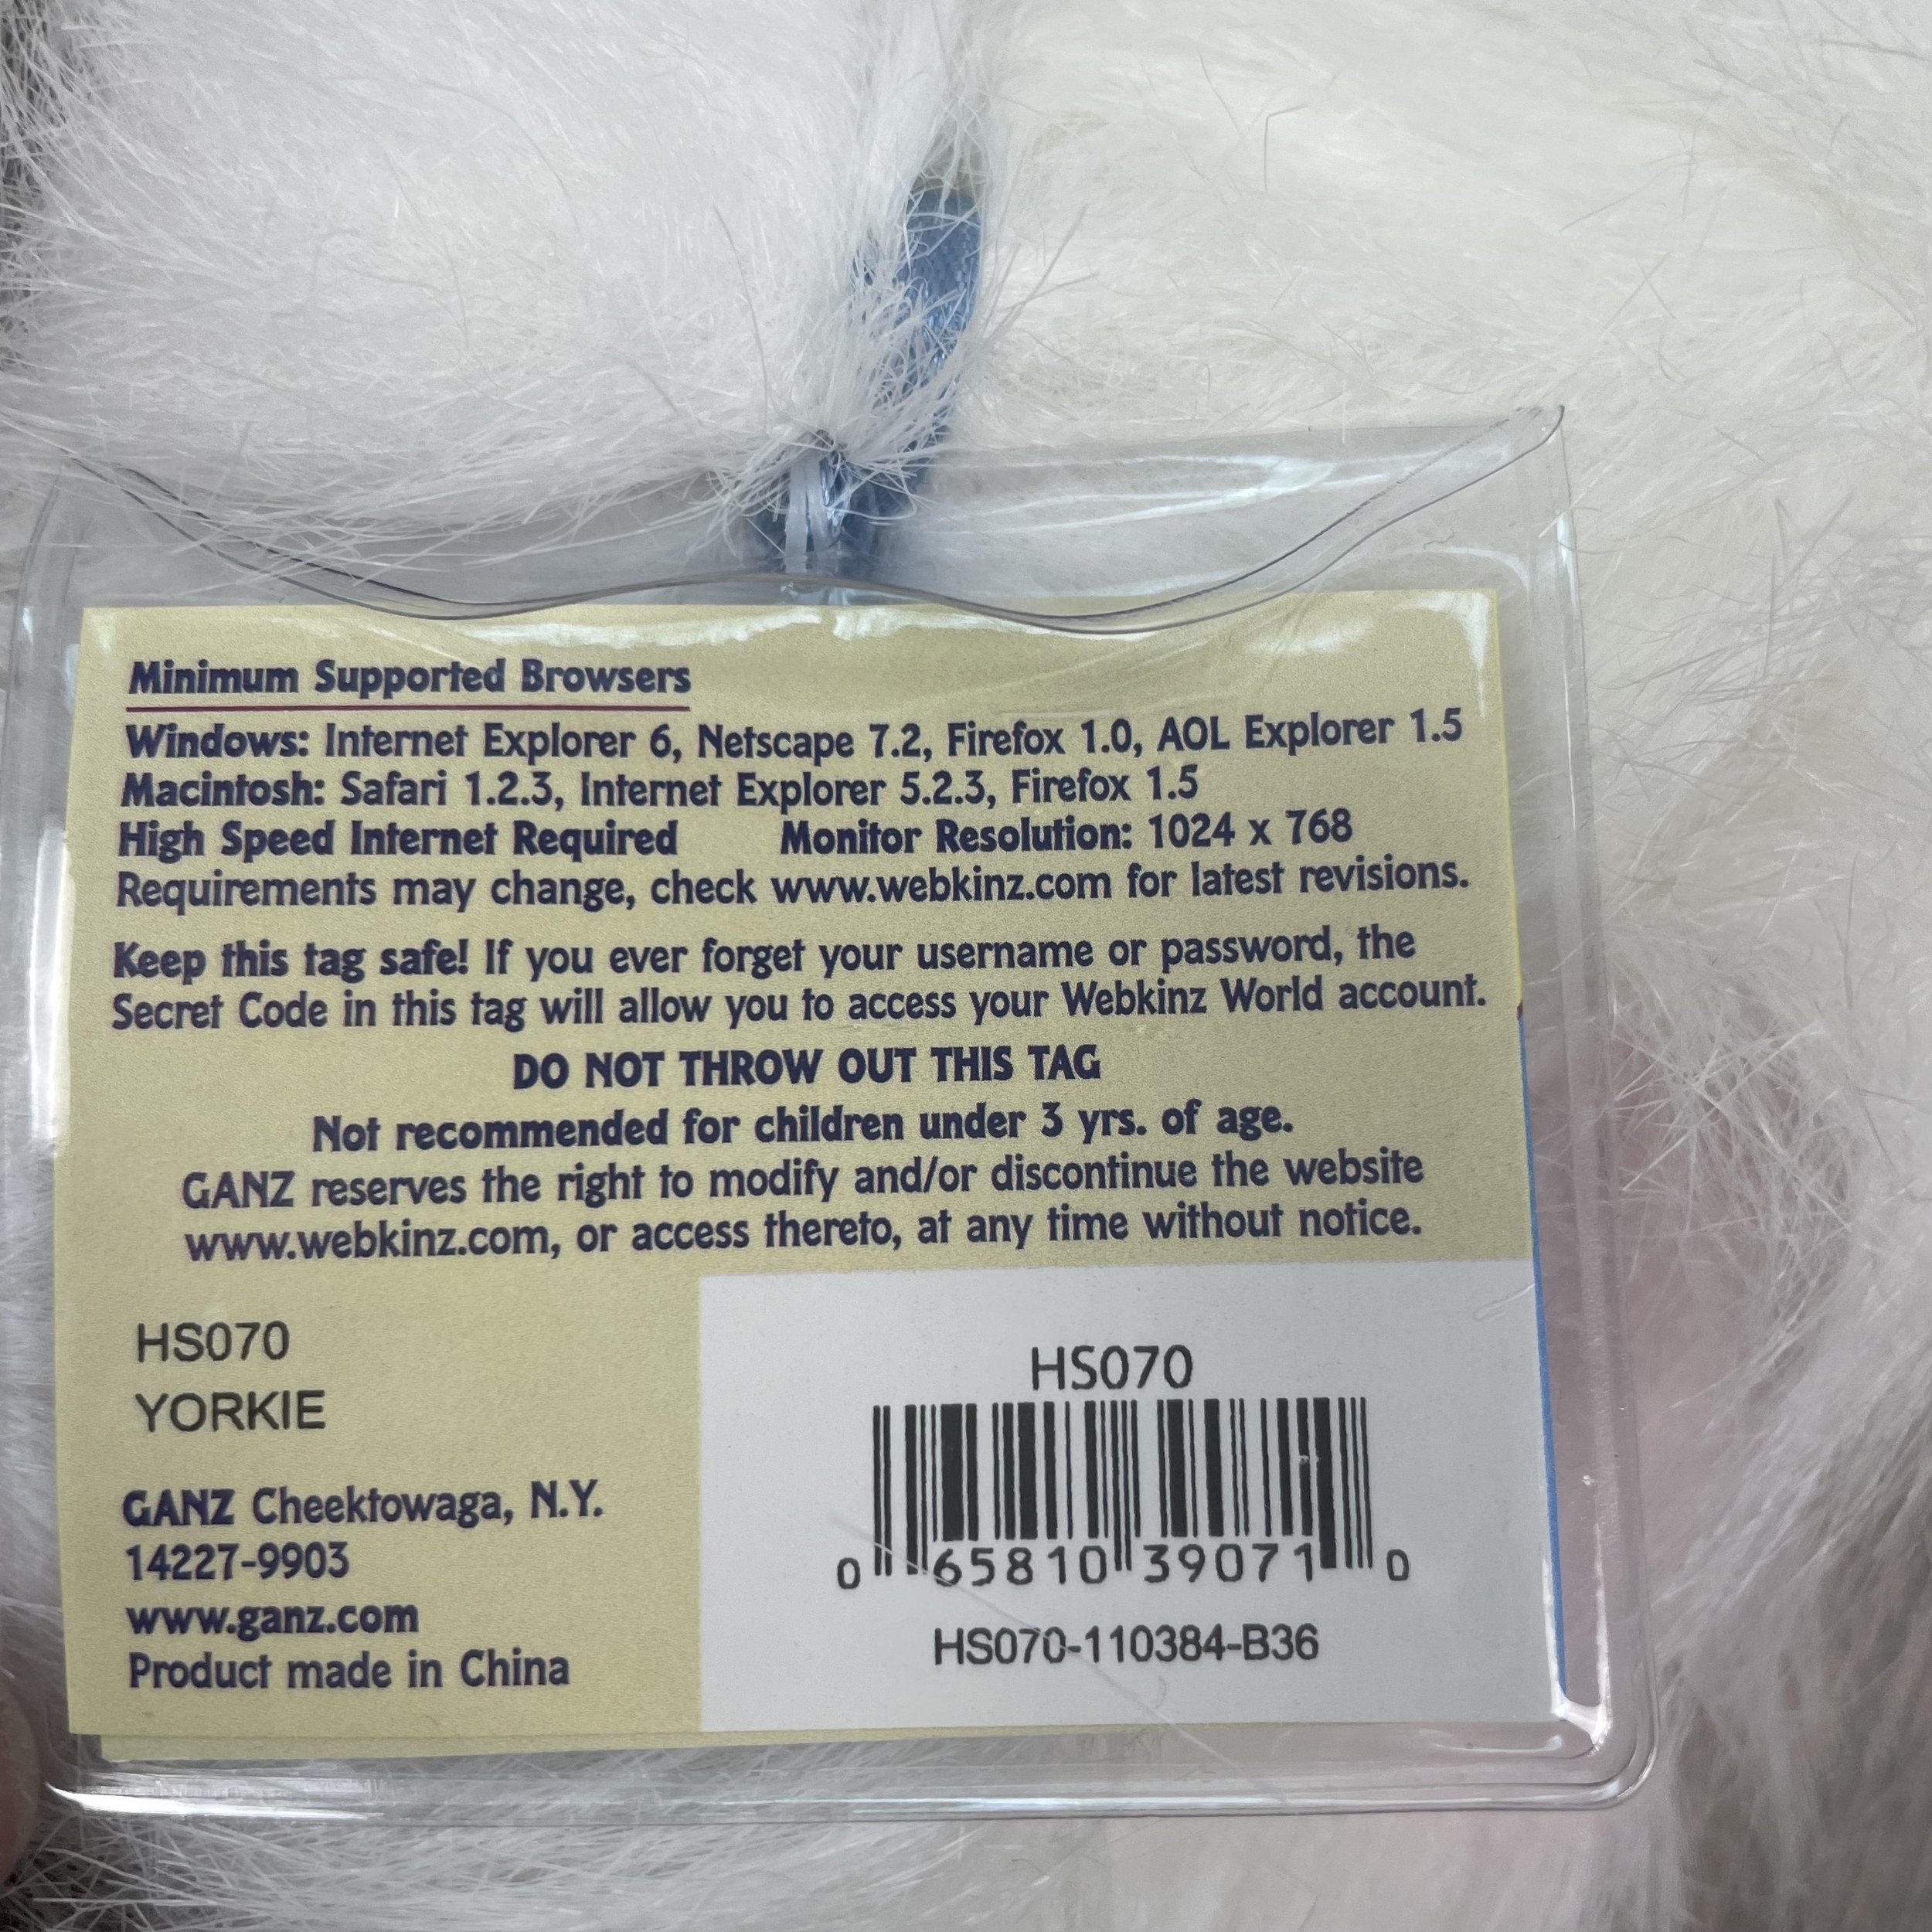 Minimum Supported Browsers
Windows: Internet Explorer 6, Netscape 7.2, Firefox 1.0, AOL Explorer 1.5
Macintosh: Safari 1.2.3, Internet Explorer 5.2.3, Firefox 1.5
High Speed Internet Required Monitor Resolution: 1024 x 768
Requirements may change, check www.webkinz.com for latest revisions.
Keep this tag safe! If you ever forget your username or password, the
Secret Code in this tag will allow you to access your Webkinz World account.
DO NOT THROW OUT THIS TAG
Not recommended for children under 3 yrs. of age.
GANZ reserves the right to modify and/or discontinue the website
www.webkinz.com, or access thereto, at any time without notice.
HS070
YORKIE
GANZ Cheektowaga, N.Y.
14227-9903
www.ganz.com
Product made in China
HS070
0 65810 39071 0
HS070-110384-B36